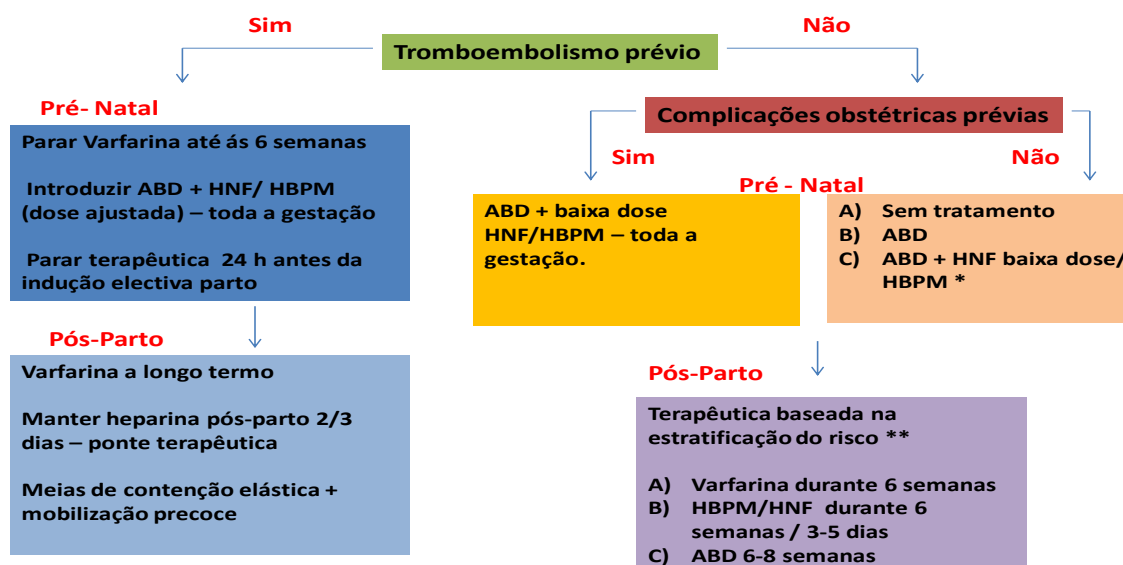 Sim
Não
Tromboembolismo prévio
Pré- Natal
Parar Varfarina até ás 6 semanas
Introduzir ABD + HNF/ HBPM
(dose ajustada) – toda a gestação
Parar terapêutica 24 h antes da
indução electiva parto
Pós-Parto
Varfarina a longo termo
Manter heparina pós-parto 2/3
dias – ponte terapêutica
Meias de contenção elástica +
mobilização precoce
Complicações obstétricas prévias
Sim
Não
Pré - Natal
ABD + baixa dose
HNF/HBPM – toda a
gestação.
A) Sem tratamento
B) ABD
C) ABD + HNF baixa dose/
HBPM *
Pós-Parto
Terapêutica baseada na
estratificação do risco **
A) Varfarina durante 6 semanas
B) HBPM/HNF durante 6
semanas / 3-5 dias
C) ABD 6-8 semanas